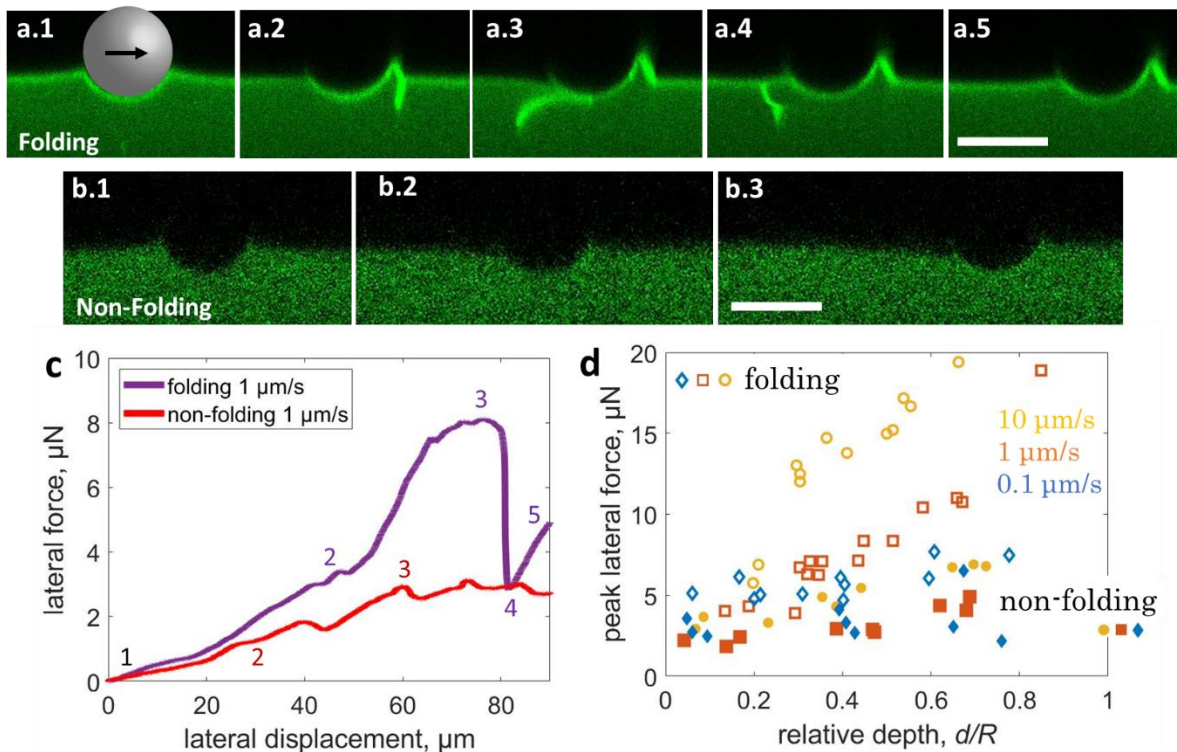 a.1 a.2 a.3 a.4 a.5
Folding
b.1 b.2 b.3
Non-Folding
c
10
8
6
4
2
0
lateral force, µN
folding 1 µm/s
non-folding 1 µm/s
1
2
3
4
5
2
3
0 20 40 60 80
lateral displacement, µm
d
20
15
10
5
0
peak lateral force, µN
folding
10 µm/s
1 µm/s
0.1 µm/s
non-folding
0 0.2 0.4 0.6 0.8 1
relative depth, d/R